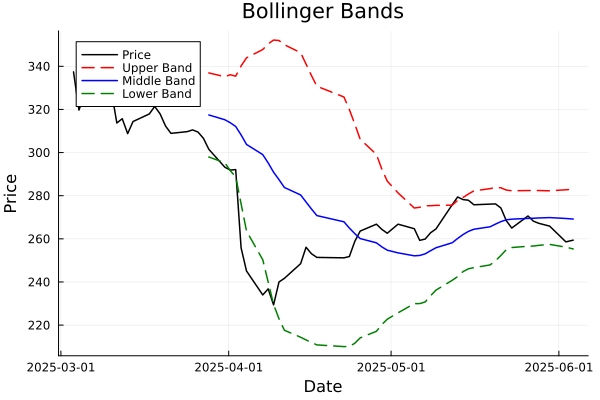 Bollinger Bands
Price
Upper Band
Middle Band
Lower Band
340
320
300
280
260
240
220
Price
2025-03-01
2025-04-01
2025-05-01
2025-06-01
Date